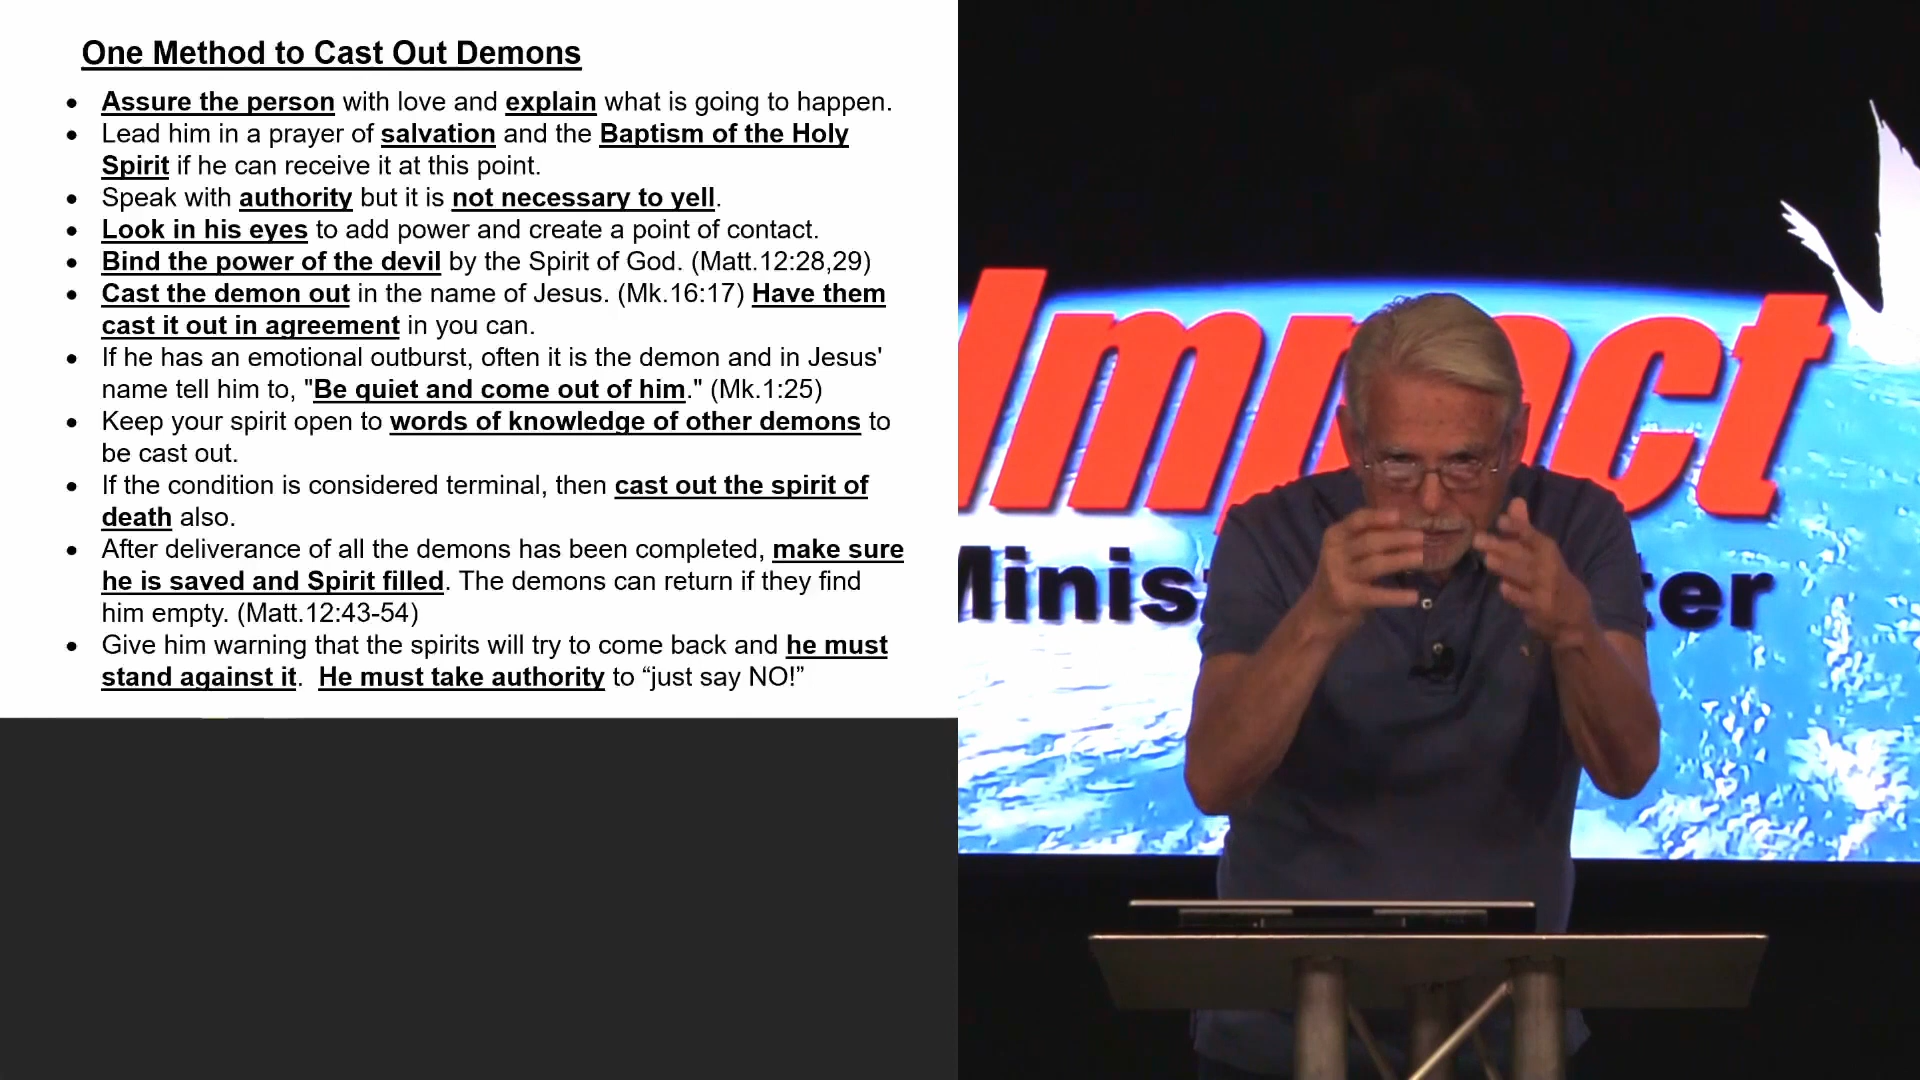 One Method to Cast Out Demons
• Assure the person with love and explain what is going to happen.
• Lead him in a prayer of salvation and the Baptism of the Holy
Spirit if he can receive it at this point.
• Speak with authority but it is not necessary to yell.
• Look in his eyes to add power and create a point of contact.
• Bind the power of the devil by the Spirit of God. (Matt.12:28,29)
• Cast the demon out in the name of Jesus. (Mk.16:17) Have them
cast it out in agreement in you can.
• If he has an emotional outburst, often it is the demon and in Jesus'
name tell him to, "Be quiet and come out of him." (Mk.1:25)
• Keep your spirit open to words of knowledge of other demons to
be cast out.
• If the condition is considered terminal, then cast out the spirit of
death also.
• After deliverance of all the demons has been completed, make sure
he is saved and Spirit filled. The demons can return if they find
him empty. (Matt.12:43-54)
• Give him warning that the spirits will try to come back and he must
stand against it.  He must take authority to “just say NO!”
Impact